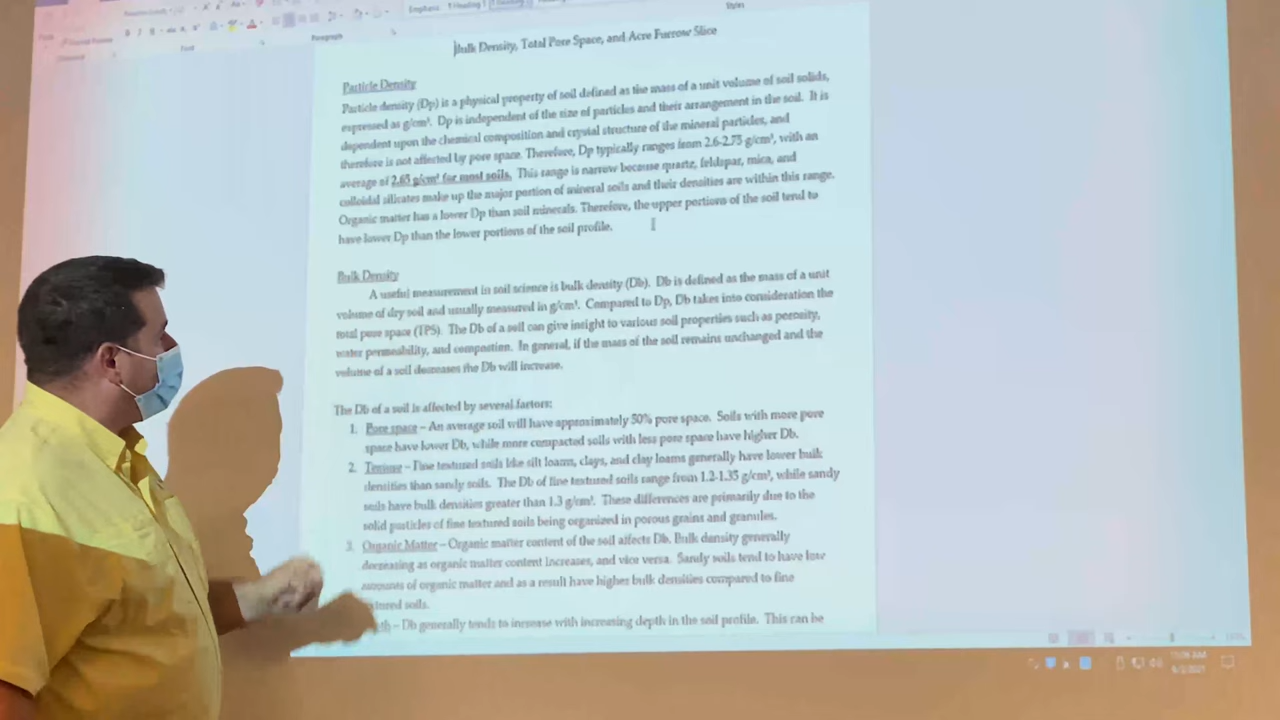 Emphasis
Heading 1
Styles
Font
Paragraph
Bulk Density, Total Pore Space, and Acre Furrow Slice
Particle Density
Particle density (Dp) is a physical property of soil defined as the mass of a unit volume of soil solids,
expressed as g/cm³. Dp is independent of the size of particles and their arrangement in the soil. It is
dependent upon the chemical composition and crystal structure of the mineral particles, and
therefore is not affected by pore space. Therefore, Dp typically ranges from 2.6-2.75 g/cm³, with an
average of 2.65 g/cm³ for most soils. This range is narrow because quartz, feldspar, mica, and
colloidal silicates make up the major portion of mineral soils and their densities are within this range.
Organic matter has a lower Dp than soil minerals. Therefore, the upper portions of the soil tend to
have lower Dp than the lower portions of the soil profile.
Bulk Density
A useful measurement in soil science is bulk density (Db). Db is defined as the mass of a unit
volume of dry soil and usually measured in g/cm³. Compared to Dp, Db takes into consideration the
total pore space (TPS). The Db of a soil can give insight to various soil properties such as porosity,
water permeability, and compaction. In general, if the mass of the soil remains unchanged and the
volume of a soil decreases the Db will increase.
The Db of a soil is affected by several factors:
1. Pore space – An average soil will have approximately 50% pore space. Soils with more pore
space have lower Db, while more compacted soils with less pore space have higher Db.
2. Texture – Fine textured soils like silt loams, clays, and clay loams generally have lower bulk
densities than sandy soils. The Db of fine textured soils range from 1.2-1.35 g/cm³, while sandy
soils have bulk densities greater than 1.3 g/cm³. These differences are primarily due to the
solid particles of fine textured soils being organized in porous grains and granules.
3. Organic Matter – Organic matter content of the soil affects Db. Bulk density generally
decreasing as organic matter content increases, and vice versa. Sandy soils tend to have low
amounts of organic matter and as a result have higher bulk densities compared to fine
textured soils.
– Db generally tends to increase with increasing depth in the soil profile. This can be